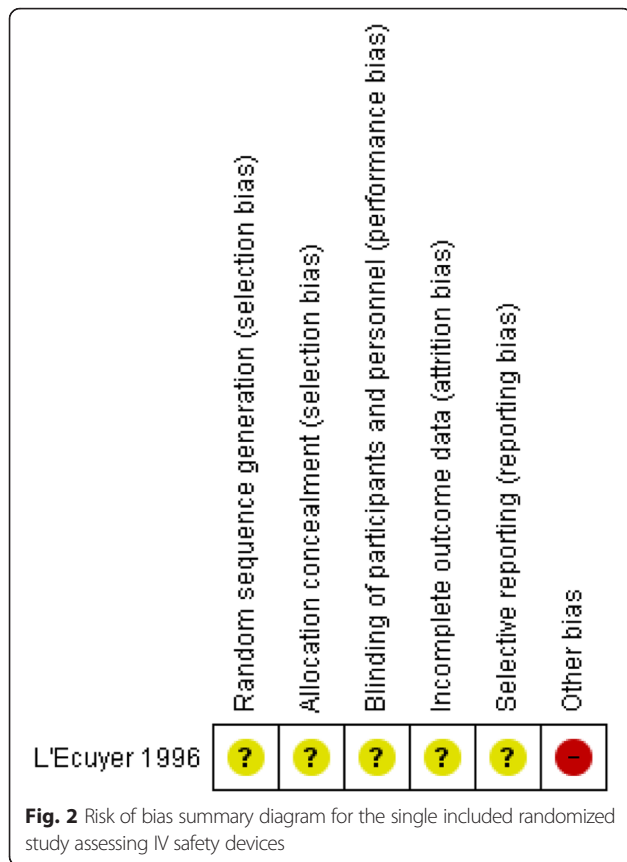 Random sequence generation (selection bias)
Allocation concealment (selection bias)
Blinding of participants and personnel (performance bias)
Incomplete outcome data (attrition bias)
Selective reporting (reporting bias)
Other bias
L'Ecuyer 1996 ? ? ? ? ? -
Fig. 2 Risk of bias summary diagram for the single included randomized
study assessing IV safety devices